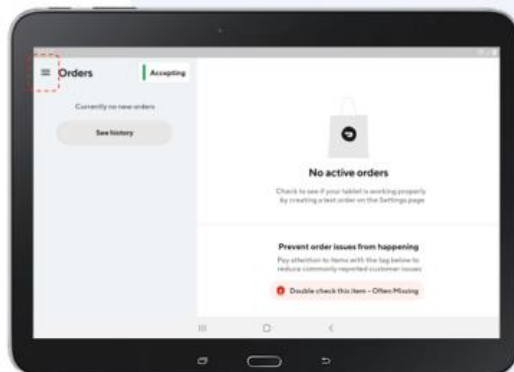 Orders
Accepting
Currently no new orders
See history
No active orders
Check to see if your tablet is working properly
by creating a test order on the Settings page
Prevent order issues from happening
Pay attention to items with the tag below to
reduce commonly reported customer issues
Double check this item - Often Missing